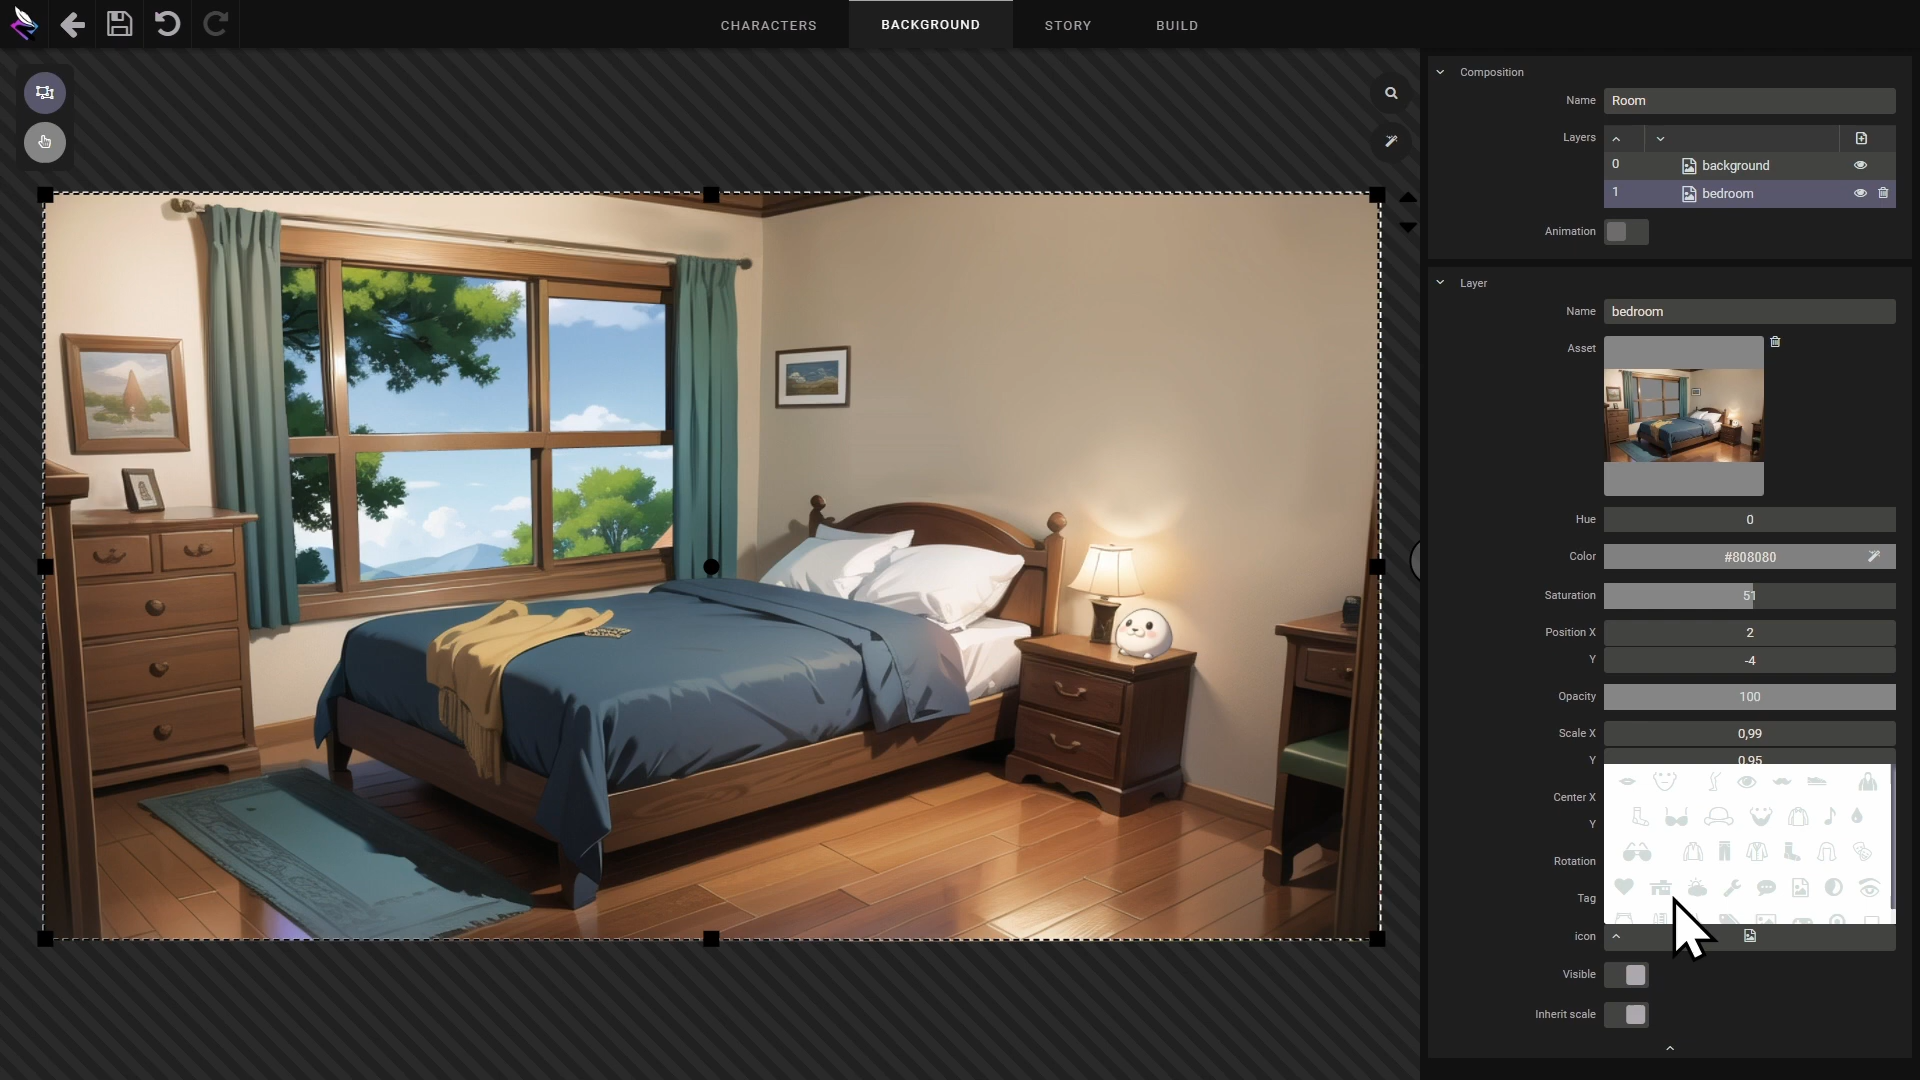 CHARACTERS
BACKGROUND
STORY
BUILD
Composition
Name
Room
Layers
0
background
1
bedroom
Animation
Layer
Name
bedroom
Asset
Hue
0
Color
#808080
Saturation
51
Position X
2
Y
-4
Opacity
100
Scale X
0,99
Y
0,95
Center X
Y
Rotation
Tag
icon
Visible
Inherit scale